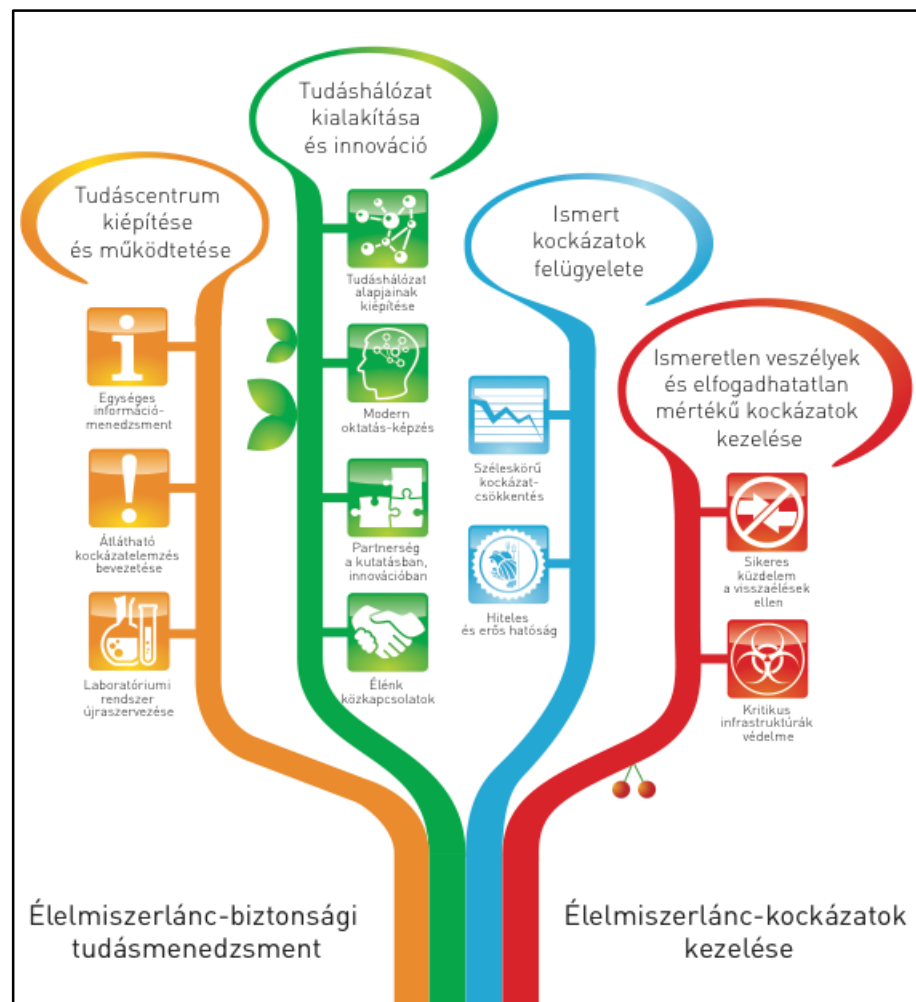 Tudáshálózat
kialakítása
és innováció
Tudáscentrum
kiépítése
és működtetése
Ismert
kockázatok
felügyelete
Ismeretlen veszélyek
és elfogadhatatlan
mértékű kockázatok
kezelése
Egységes
információ-
menedzsment
Átlátható
kockázatelemzés
bevezetése
Laboratóriumi
rendszer
újraszervezése
Tudáshálózat
alapjainak
kiépítése
Modern
oktatás-képzés
Partnerség
a kutatásban,
innovációban
Élénk
közkapcsolatok
Széleskörű
kockázat-
csökkentés
Hiteles
és erős hatóság
Sikeres
küzdelem
a visszaélések
ellen
Kritikus
infrastruktúrák
védelme
Élelmiszerlánc-biztonsági
tudásmenedzsment
Élelmiszerlánc-kockázatok
kezelése